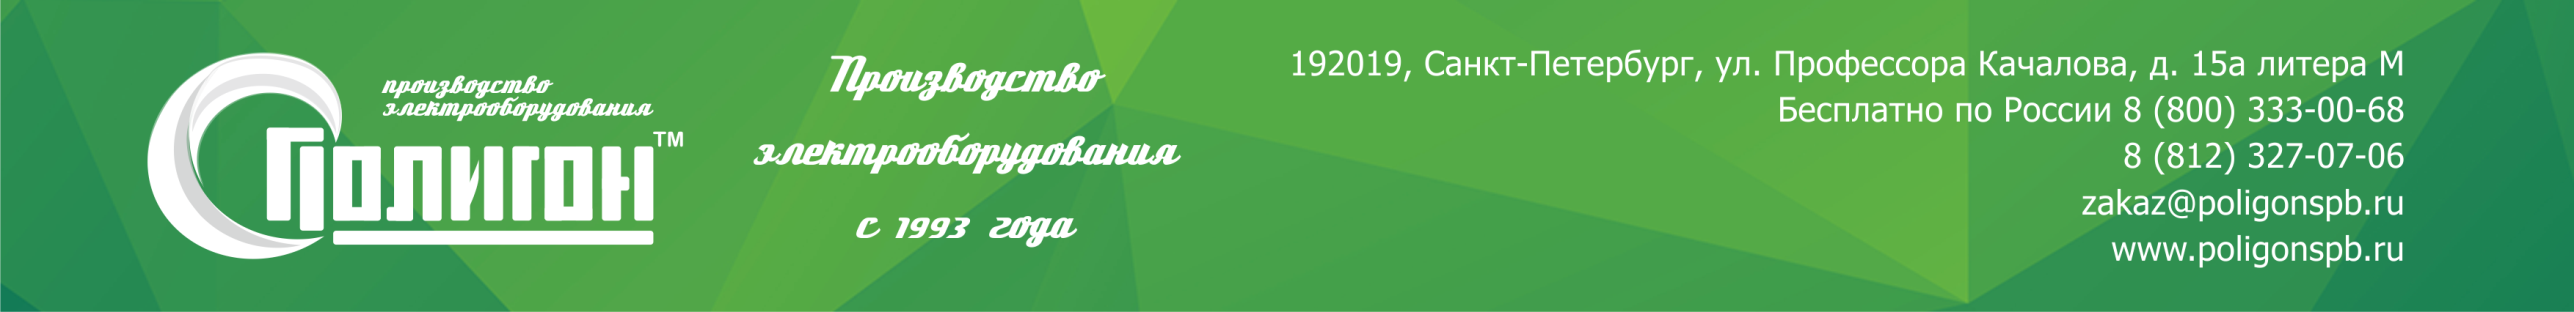 производство
электрооборудования
Полигон™
Производство
электрооборудования
с 1993 года
192019, Санкт-Петербург, ул. Профессора Качалова, д. 15а литера М
Бесплатно по России 8 (800) 333-00-68
8 (812) 327-07-06
zakaz@poligonspb.ru
www.poligonspb.ru